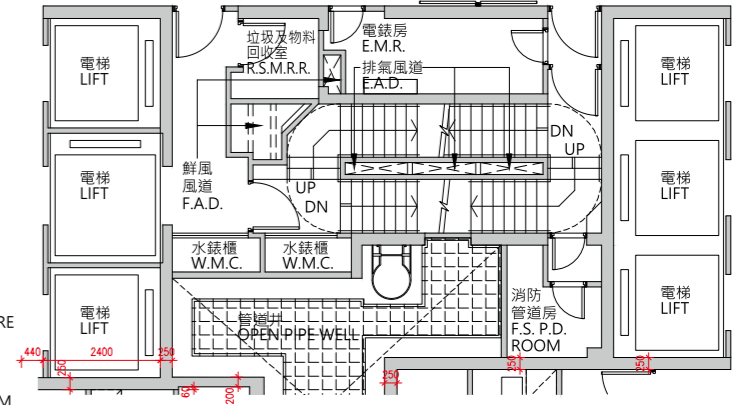 電梯
LIFT
垃圾及物料
回收室
R.S.M.R.R.
電錶房
E.M.R.
排氣風道
E.A.D.
電梯
LIFT
DN
UP
電梯
LIFT
鮮風
風道
F.A.D.
UP
DN
電梯
LIFT
水錶櫃
W.M.C.
水錶櫃
W.M.C.
電梯
LIFT
管道井
OPEN PIPE WELL
消防
管道房
F.S. P.D.
ROOM
電梯
LIFT
RE
440
2400
250
250
250
250
250
60
200
M